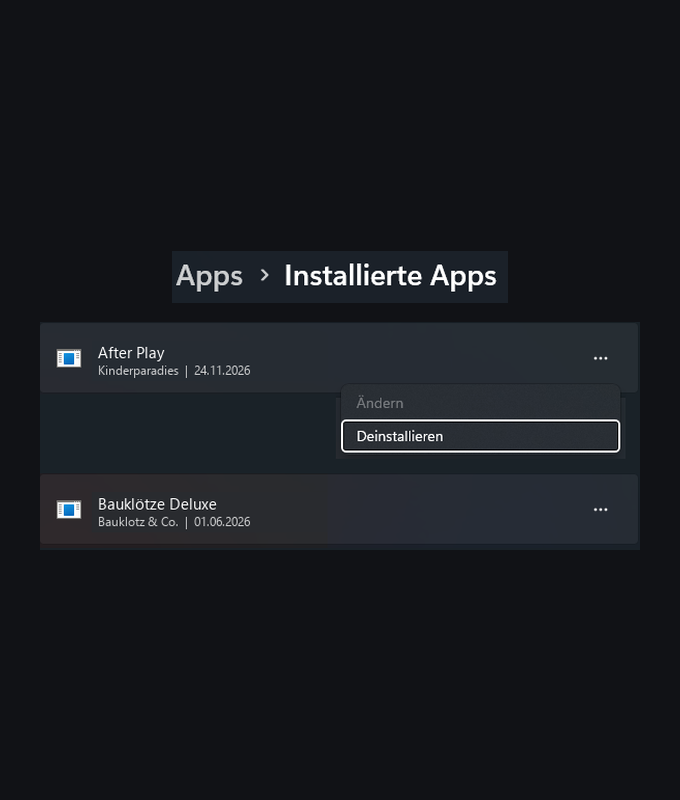 Apps > Installierte Apps
After Play
Kinderparadies | 24.11.2026
Ändern
Deinstallieren
Bauklötze Deluxe
Bauklotz & Co. | 01.06.2026